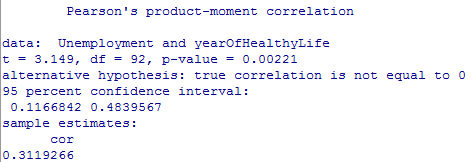 Pearson's product-moment correlation
data:  Unemployment and yearOfHealthyLife
t = 3.149, df = 92, p-value = 0.00221
alternative hypothesis: true correlation is not equal to 0
95 percent confidence interval:
 0.1166842 0.4839567
sample estimates:
      cor
0.3119266